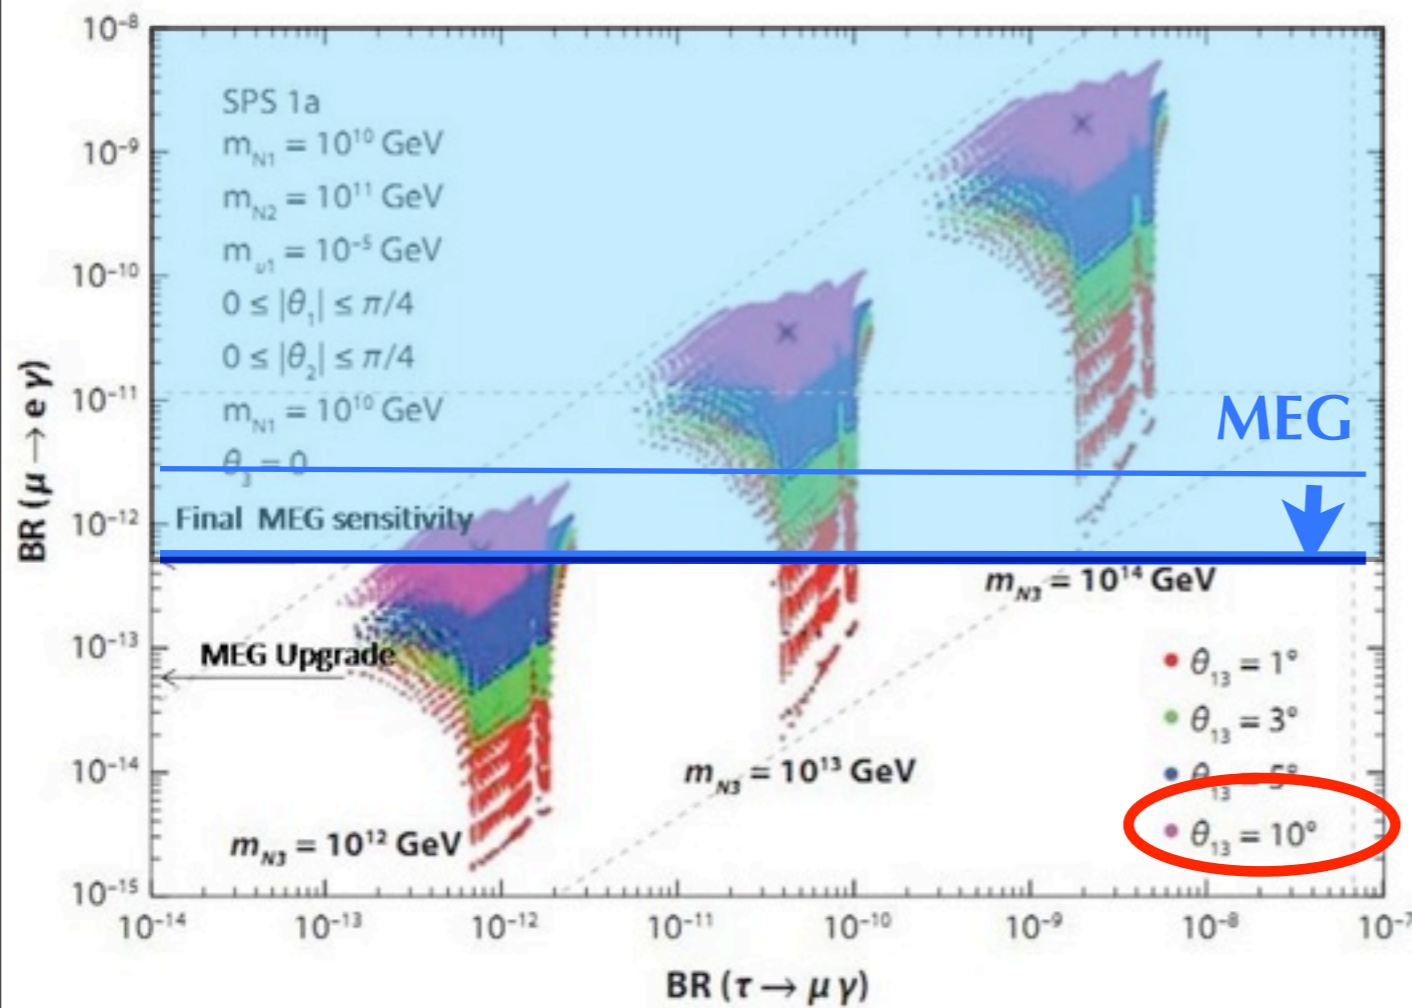 10⁻⁸
10⁻⁹
10⁻¹⁰
10⁻¹¹
10⁻¹²
10⁻¹³
10⁻¹⁴
10⁻¹⁵
BR (μ → e γ)
SPS 1a
m_N1 = 10¹⁰ GeV
m_N2 = 10¹¹ GeV
m_υ1 = 10⁻⁵ GeV
0 ≤ |θ₁| ≤ π/4
0 ≤ |θ₂| ≤ π/4
m_N1 = 10¹⁰ GeV
θ₃ = 0
MEG
Final MEG sensitivity
MEG Upgrade
m_N3 = 10¹⁴ GeV
m_N3 = 10¹³ GeV
m_N3 = 10¹² GeV
θ₁₃ = 1°
θ₁₃ = 3°
θ₁₃ = 5°
θ₁₃ = 10°
10⁻¹⁴ 10⁻¹³ 10⁻¹² 10⁻¹¹ 10⁻¹⁰ 10⁻⁹ 10⁻⁸ 10⁻⁷
BR (τ → μ γ)